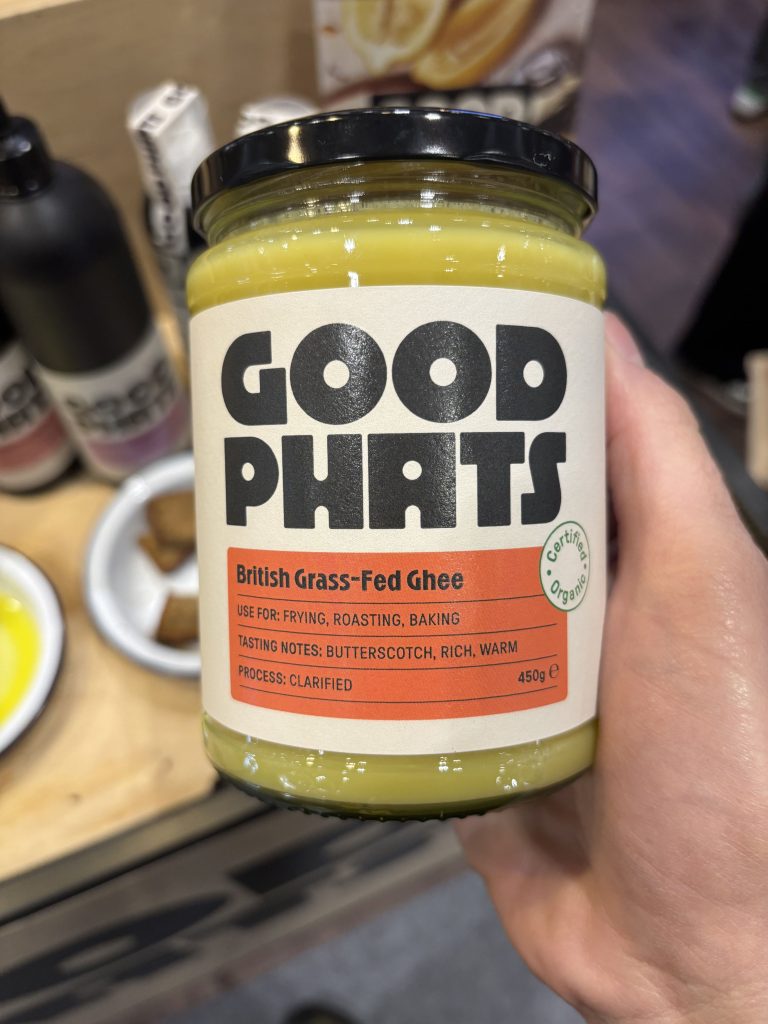 GOOD
PHATS
British Grass-Fed Ghee
Certified
Organic
USE FOR: FRYING, ROASTING, BAKING
TASTING NOTES: BUTTERSCOTCH, RICH, WARM
PROCESS: CLARIFIED
450g ℮